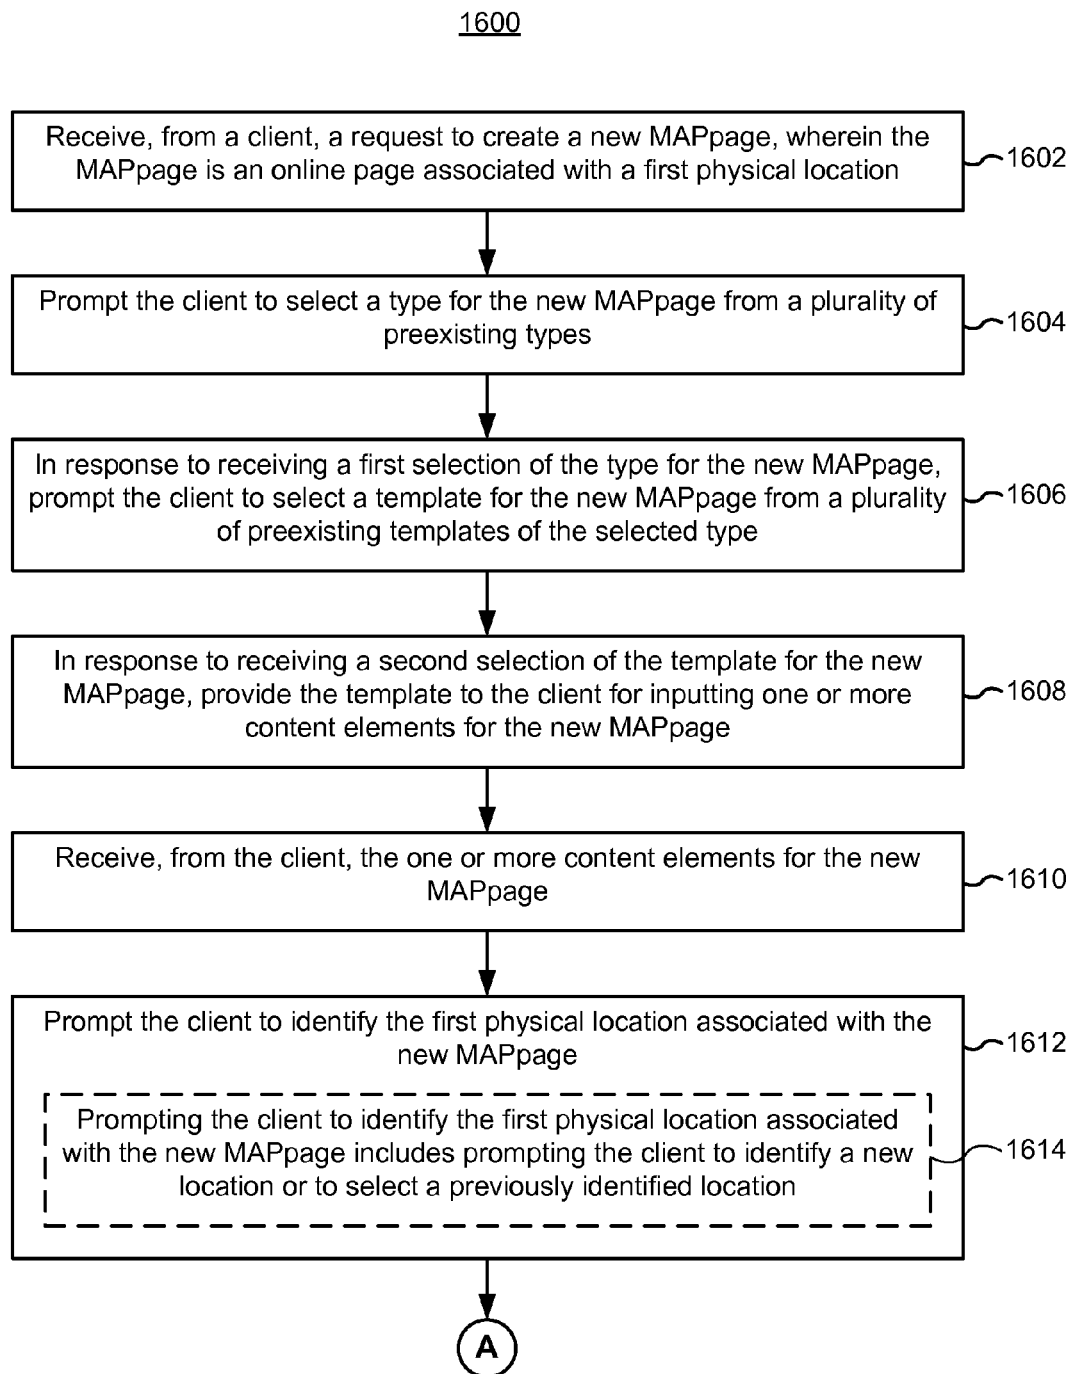 1600
Receive, from a client, a request to create a new MAPpage, wherein the
MAPpage is an online page associated with a first physical location
1602
Prompt the client to select a type for the new MAPpage from a plurality of
preexisting types
1604
In response to receiving a first selection of the type for the new MAPpage,
prompt the client to select a template for the new MAPpage from a plurality
of preexisting templates of the selected type
1606
In response to receiving a second selection of the template for the new
MAPpage, provide the template to the client for inputting one or more
content elements for the new MAPpage
1608
Receive, from the client, the one or more content elements for the new
MAPpage
1610
Prompt the client to identify the first physical location associated with the
new MAPpage
1612
Prompting the client to identify the first physical location associated
with the new MAPpage includes prompting the client to identify a new
location or to select a previously identified location
1614
A